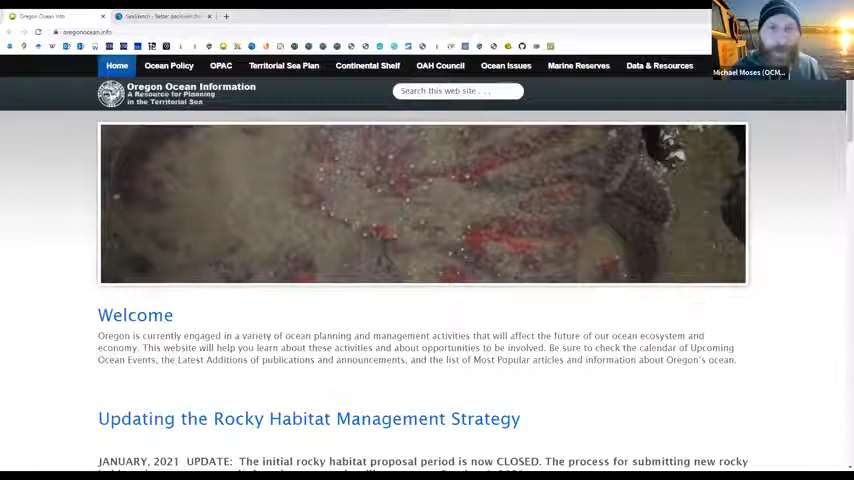 Oregon Ocean Info
SeaSketch - Better decision
oregonocean.info
Michael Moses (OCM...
Home Ocean Policy OPAC Territorial Sea Plan Continental Shelf OAH Council Ocean Issues Marine Reserves Data & Resources
Oregon Ocean Information
A Resource for Planning
in the Territorial Sea
Search this web site . . .
Welcome
Oregon is currently engaged in a variety of ocean planning and management activities that will affect the future of our ocean ecosystem and
economy. This website will help you learn about these activities and about opportunities to be involved. Be sure to check the calendar of Upcoming
Ocean Events, the Latest Additions of publications and announcements, and the list of Most Popular articles and information about Oregon's ocean.
Updating the Rocky Habitat Management Strategy
JANUARY, 2021 UPDATE: The initial rocky habitat proposal period is now CLOSED. The process for submitting new rocky